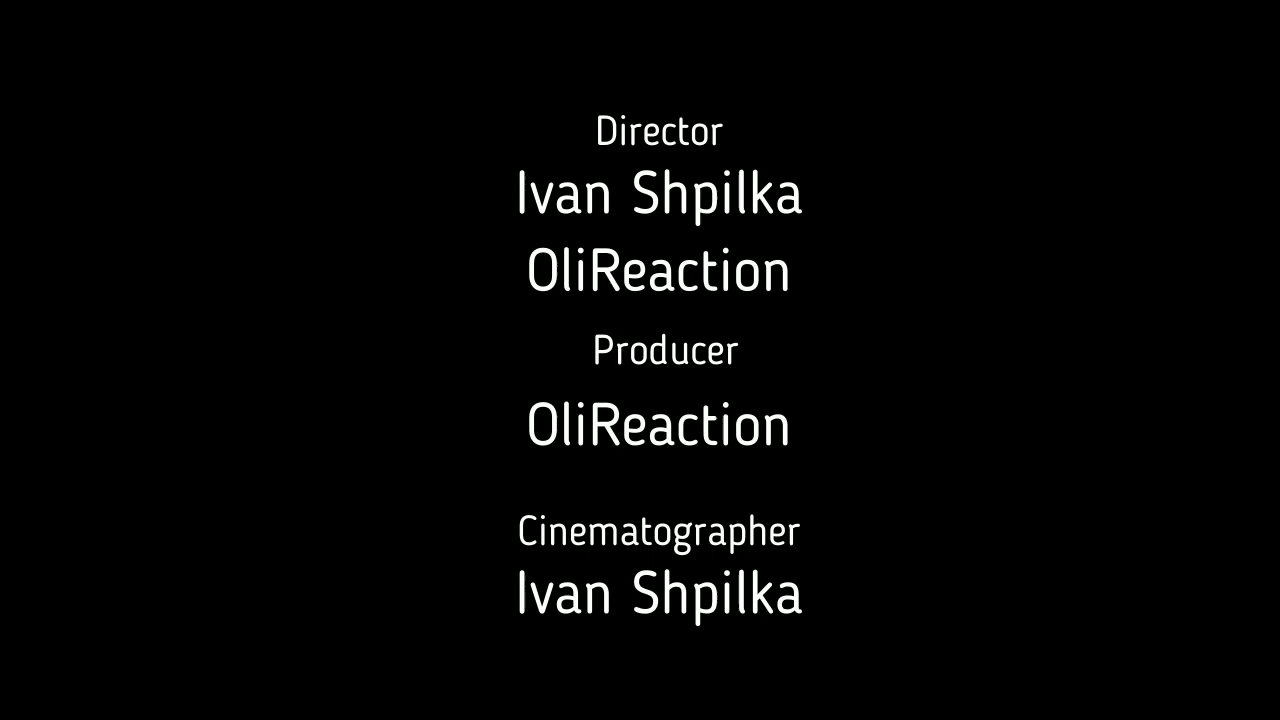 Director
Ivan Shpilka
OliReaction
Producer
OliReaction
Cinematographer
Ivan Shpilka